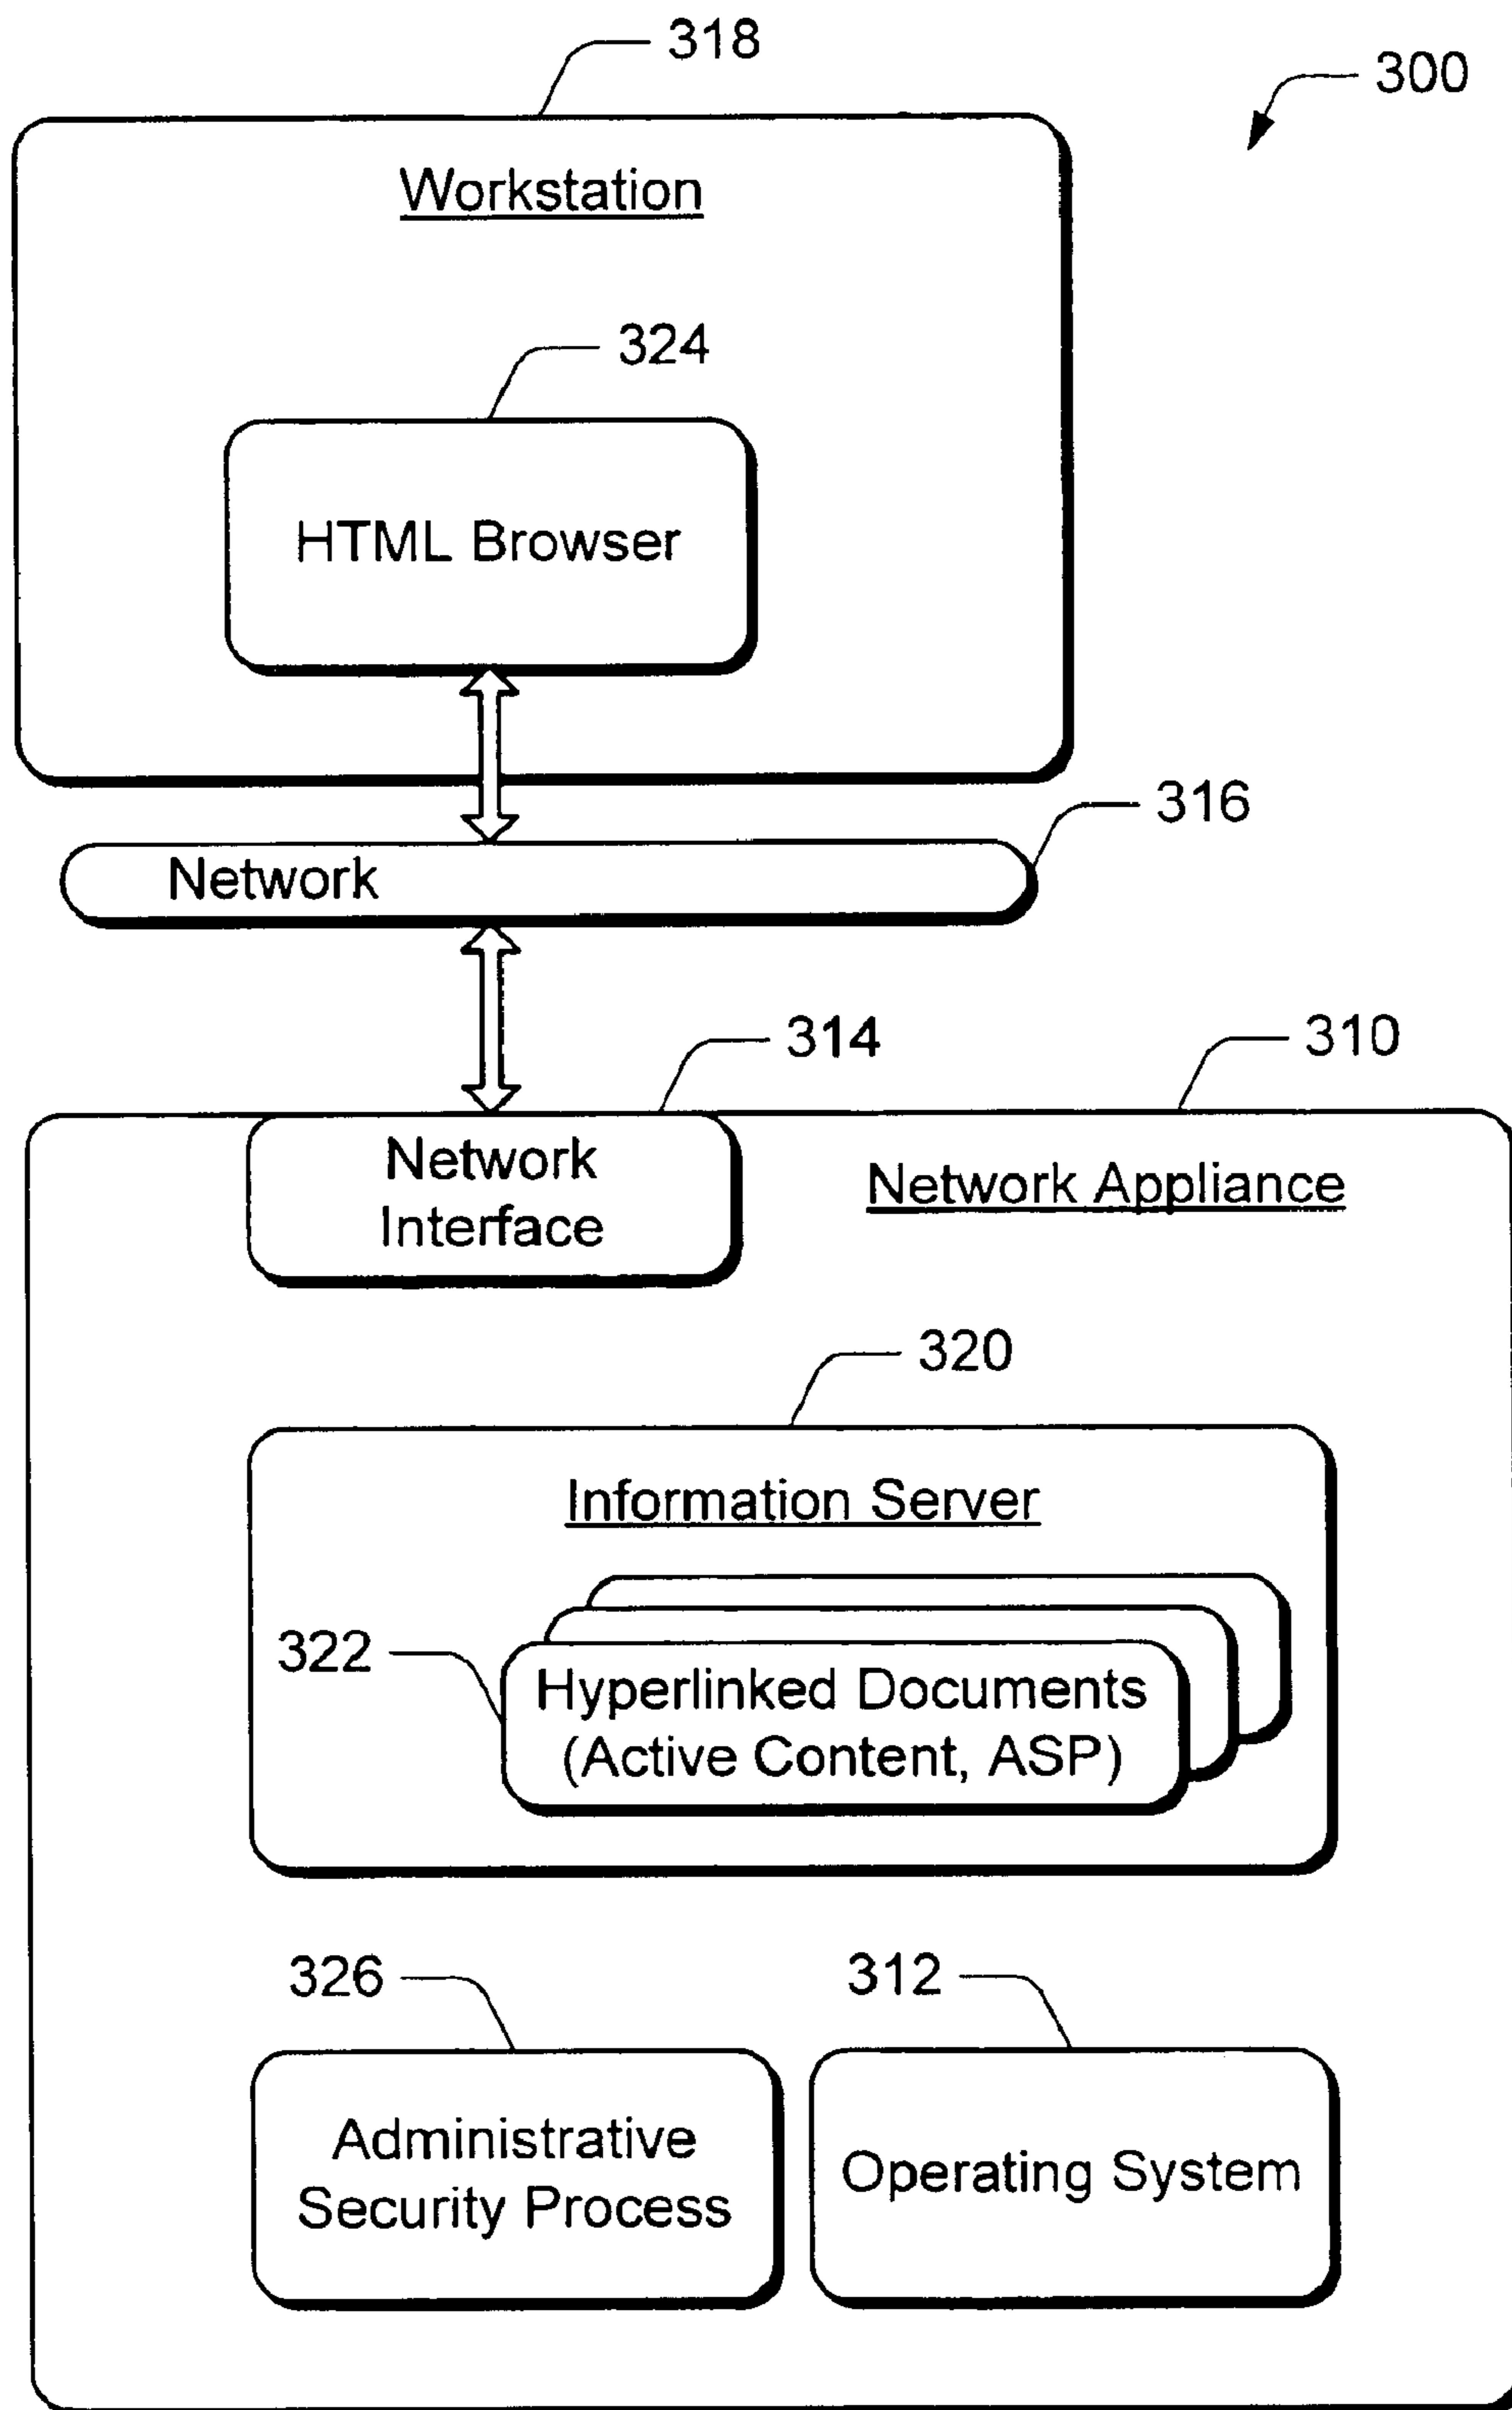 318
300
Workstation
324
HTML Browser
316
Network
314
310
Network
Interface
Network Appliance
320
Information Server
322
Hyperlinked Documents
(Active Content, ASP)
326
312
Administrative
Security Process
Operating System